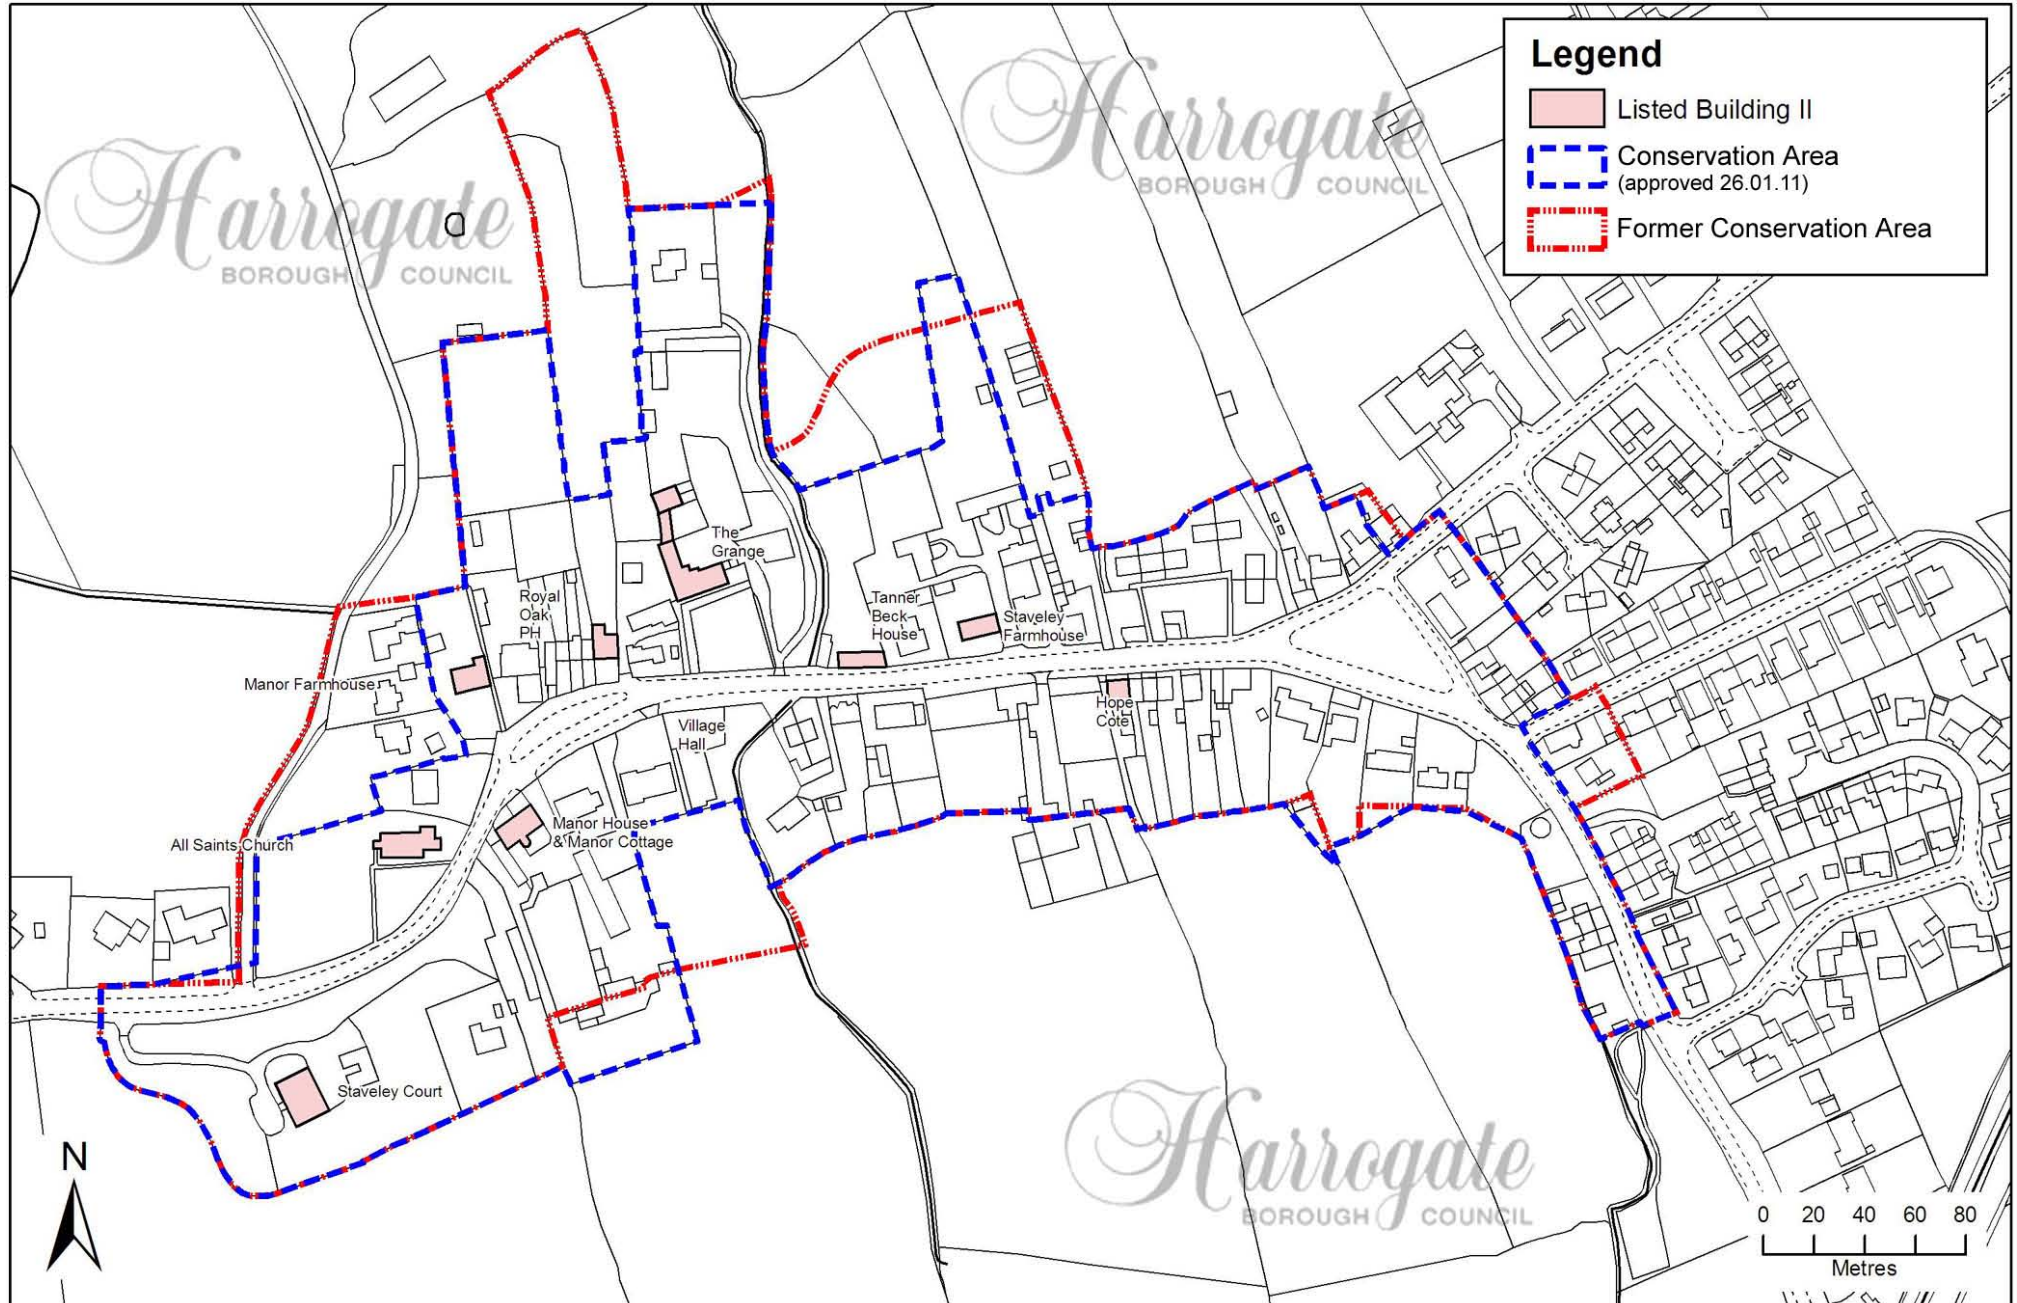 Legend
Listed Building II
Conservation Area
(approved 26.01.11)
Former Conservation Area
Harrogate
BOROUGH COUNCIL
Harrogate
BOROUGH COUNCIL
The
Grange
Royal
Oak
PH
Tanner
Beck
House
Staveley
Farmhouse
Manor Farmhouse
Hope
Cote
Village
Hall
Manor House
& Manor Cottage
All Saints Church
Staveley Court
Harrogate
BOROUGH COUNCIL
N
0 20 40 60 80
Metres